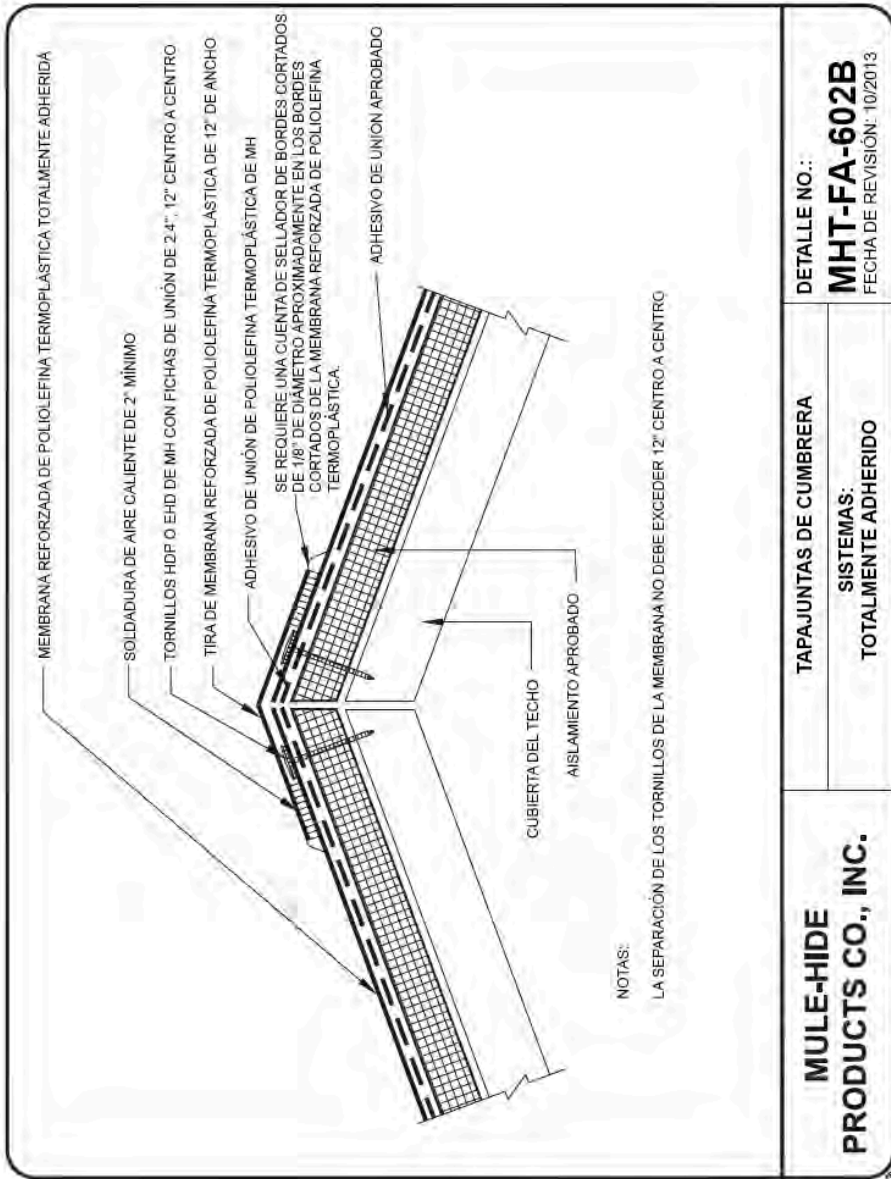 MEMBRANA REFORZADA DE POLIOLEFINA TERMOPLÁSTICA TOTALMENTE ADHERIDA
SOLDADURA DE AIRE CALIENTE DE 2" MÍNIMO
TORNILLOS HDP O EHD DE MH CON FICHAS DE UNIÓN DE 2.4", 12" CENTRO A CENTRO
TIRA DE MEMBRANA REFORZADA DE POLIOLEFINA TERMOPLÁSTICA DE 12" DE ANCHO
ADHESIVO DE UNIÓN DE POLIOLEFINA TERMOPLÁSTICA DE MH
SE REQUIERE UNA CUENTA DE SELLADOR DE BORDES CORTADOS
DE 1/8" DE DIÁMETRO APROXIMADAMENTE EN LOS BORDES
CORTADOS DE LA MEMBRANA REFORZADA DE POLIOLEFINA
TERMOPLÁSTICA.
ADHESIVO DE UNIÓN APROBADO
CUBIERTA DEL TECHO
AISLAMIENTO APROBADO
NOTAS:
LA SEPARACIÓN DE LOS TORNILLOS DE LA MEMBRANA NO DEBE EXCEDER 12" CENTRO A CENTRO
MULE-HIDE
PRODUCTS CO., INC.
TAPAJUNTAS DE CUMBRERA
SISTEMAS:
TOTALMENTE ADHERIDO
DETALLE NO.:
MHT-FA-602B
FECHA DE REVISIÓN: 10/2013